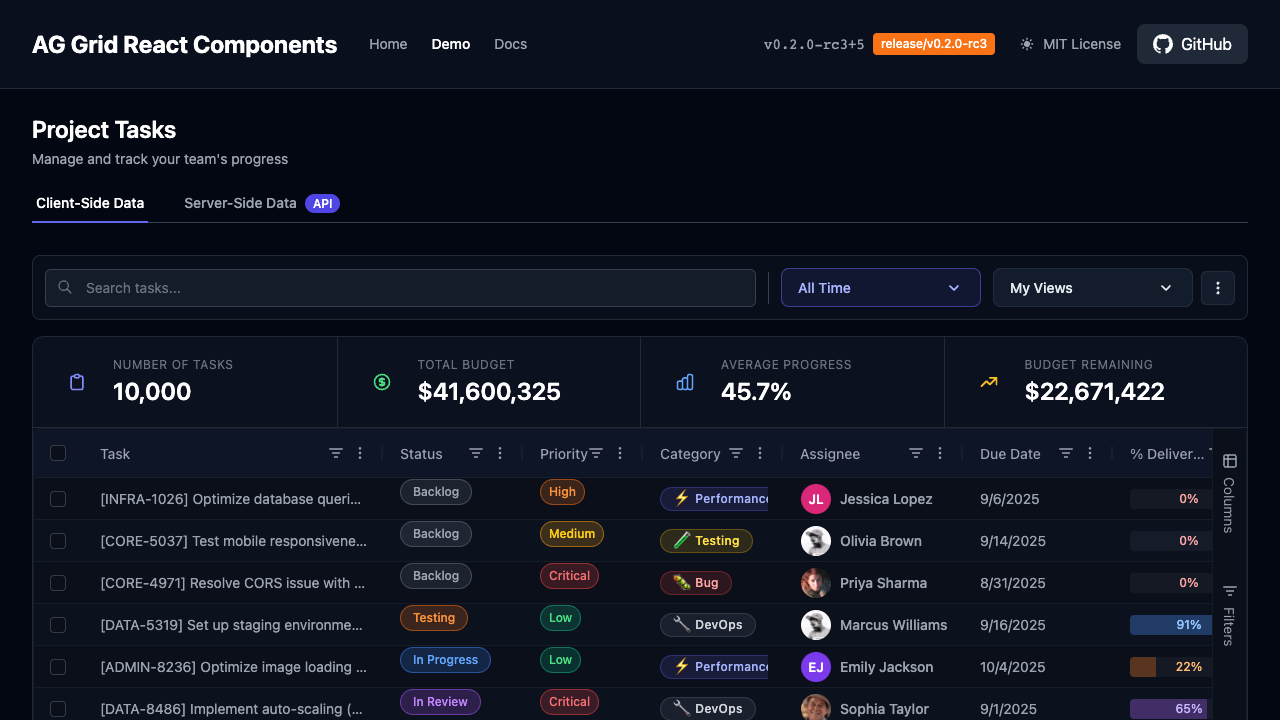 AG Grid React Components
Home
Demo
Docs
v0.2.0-rc3+5
release/v0.2.0-rc3
MIT License
GitHub
Project Tasks
Manage and track your team's progress
Client-Side Data
Server-Side Data
API
Search tasks...
All Time
My Views
NUMBER OF TASKS
10,000
TOTAL BUDGET
$41,600,325
AVERAGE PROGRESS
45.7%
BUDGET REMAINING
$22,671,422
Task
Status
Priority
Category
Assignee
Due Date
% Deliver...
[INFRA-1026] Optimize database queri...
Backlog
High
Performance
JL
Jessica Lopez
9/6/2025
0%
[CORE-5037] Test mobile responsivene...
Backlog
Medium
Testing
Olivia Brown
9/14/2025
0%
[CORE-4971] Resolve CORS issue with ...
Backlog
Critical
Bug
Priya Sharma
8/31/2025
0%
[DATA-5319] Set up staging environme...
Testing
Low
DevOps
Marcus Williams
9/16/2025
91%
[ADMIN-8236] Optimize image loading ...
In Progress
Low
Performance
EJ
Emily Jackson
10/4/2025
22%
[DATA-8486] Implement auto-scaling (...
In Review
Critical
DevOps
Sophia Taylor
9/1/2025
65%
Columns
Filters